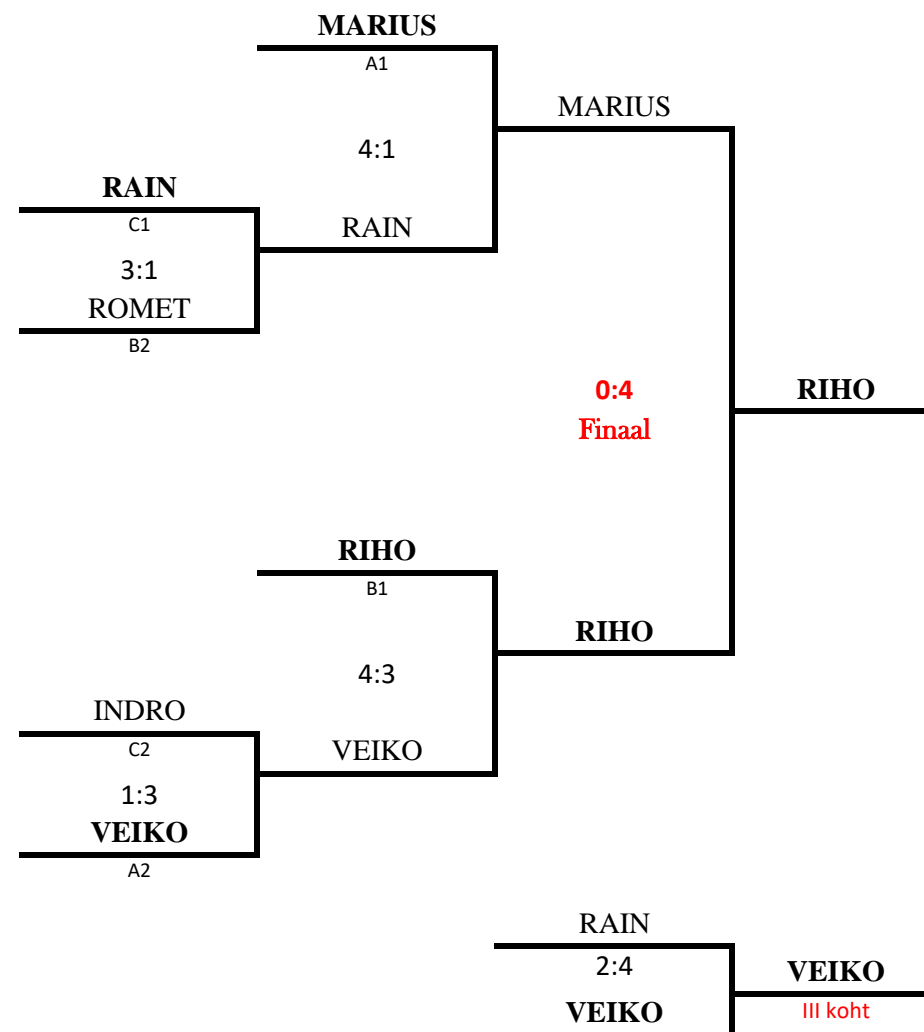 MARIUS
A1
MARIUS
4:1
RAIN
C1
RAIN
3:1
ROMET
B2
0:4
RIHO
Finaal
RIHO
B1
RIHO
4:3
INDRO
C2
VEIKO
1:3
VEIKO
A2
RAIN
2:4
VEIKO
VEIKO
III koht